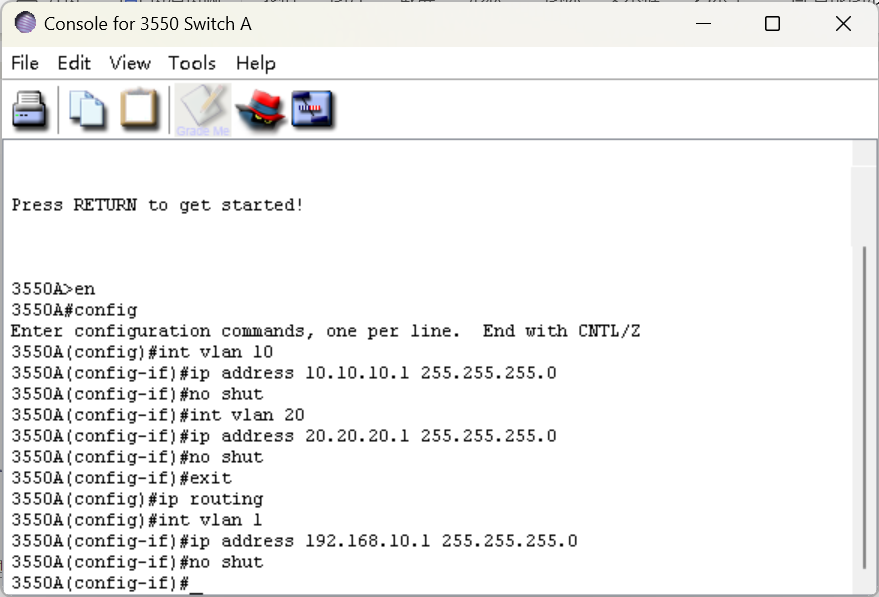 Console for 3550 Switch A
File Edit View Tools Help
Grade Me
Press RETURN to get started!
3550A>en
3550A#config
Enter configuration commands, one per line.  End with CNTL/Z
3550A(config)#int vlan 10
3550A(config-if)#ip address 10.10.10.1 255.255.255.0
3550A(config-if)#no shut
3550A(config-if)#int vlan 20
3550A(config-if)#ip address 20.20.20.1 255.255.255.0
3550A(config-if)#no shut
3550A(config-if)#exit
3550A(config)#ip routing
3550A(config)#int vlan 1
3550A(config-if)#ip address 192.168.10.1 255.255.255.0
3550A(config-if)#no shut
3550A(config-if)#_